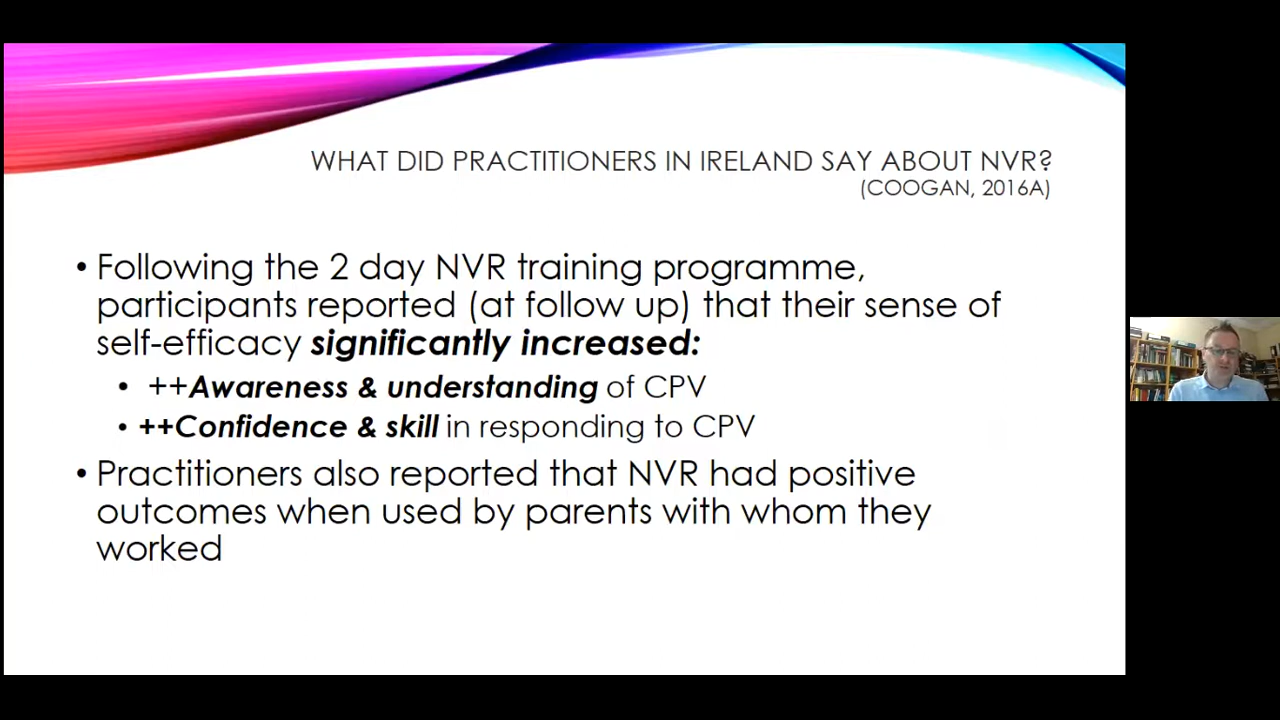 WHAT DID PRACTITIONERS IN IRELAND SAY ABOUT NVR?
(COOGAN, 2016A)
• Following the 2 day NVR training programme,
participants reported (at follow up) that their sense of
self-efficacy significantly increased:
• ++Awareness & understanding of CPV
• ++Confidence & skill in responding to CPV
• Practitioners also reported that NVR had positive
outcomes when used by parents with whom they
worked